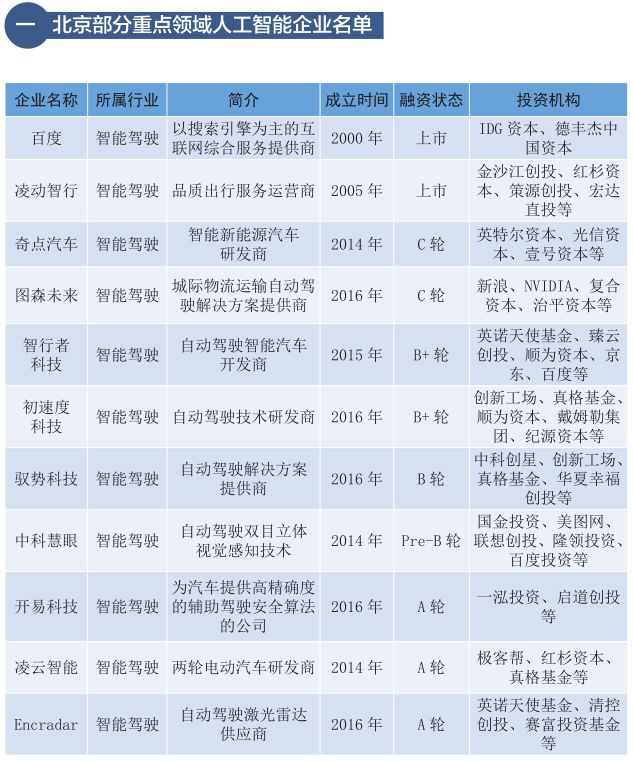 一 北京部分重点领域人工智能企业名单
企业名称 所属行业 简介 成立时间 融资状态 投资机构
百度 智能驾驶 以搜索引擎为主的互 2000 年 上市 IDG 资本、德丰杰中
联网综合服务提供商 国资本
凌动智行 智能驾驶 品质出行服务运营商 2005 年 上市 金沙江创投、红杉资
本、策源创投、宏达
直投等
奇点汽车 智能驾驶 智能新能源汽车 2014 年 C 轮 英特尔资本、光信资
研发商 本、壹号资本等
图森未来 智能驾驶 城际物流运输自动驾 2016 年 C 轮 新浪、NVIDIA、复合
驶解决方案提供商 资本、治平资本等
智行者 智能驾驶 自动驾驶智能汽车 2015 年 B+ 轮 英诺天使基金、臻云
科技 开发商 创投、顺为资本、京
东、百度等
初速度 智能驾驶 自动驾驶技术研发商 2016 年 B+ 轮 创新工场、真格基金、
科技 顺为资本、戴姆勒集
团、纪源资本等
驭势科技 智能驾驶 自动驾驶解决方案 2016 年 B 轮 中科创星、创新工场、
提供商 真格基金、华夏幸福
创投等
中科慧眼 智能驾驶 自动驾驶双目立体 2014 年 Pre-B 轮 国金投资、美图网、
视觉感知技术 联想创投、隆领投资、
百度投资等
开易科技 智能驾驶 为汽车提供高精确度 2016 年 A 轮 一泓投资、启道创投
的辅助驾驶安全算法 等
的公司
凌云智能 智能驾驶 两轮电动汽车研发商 2014 年 A 轮 极客帮、红杉资本、
真格基金等
Encradar 智能驾驶 自动驾驶激光雷达 2016 年 A 轮 英诺天使基金、清控
供应商 创投、赛富投资基金
等